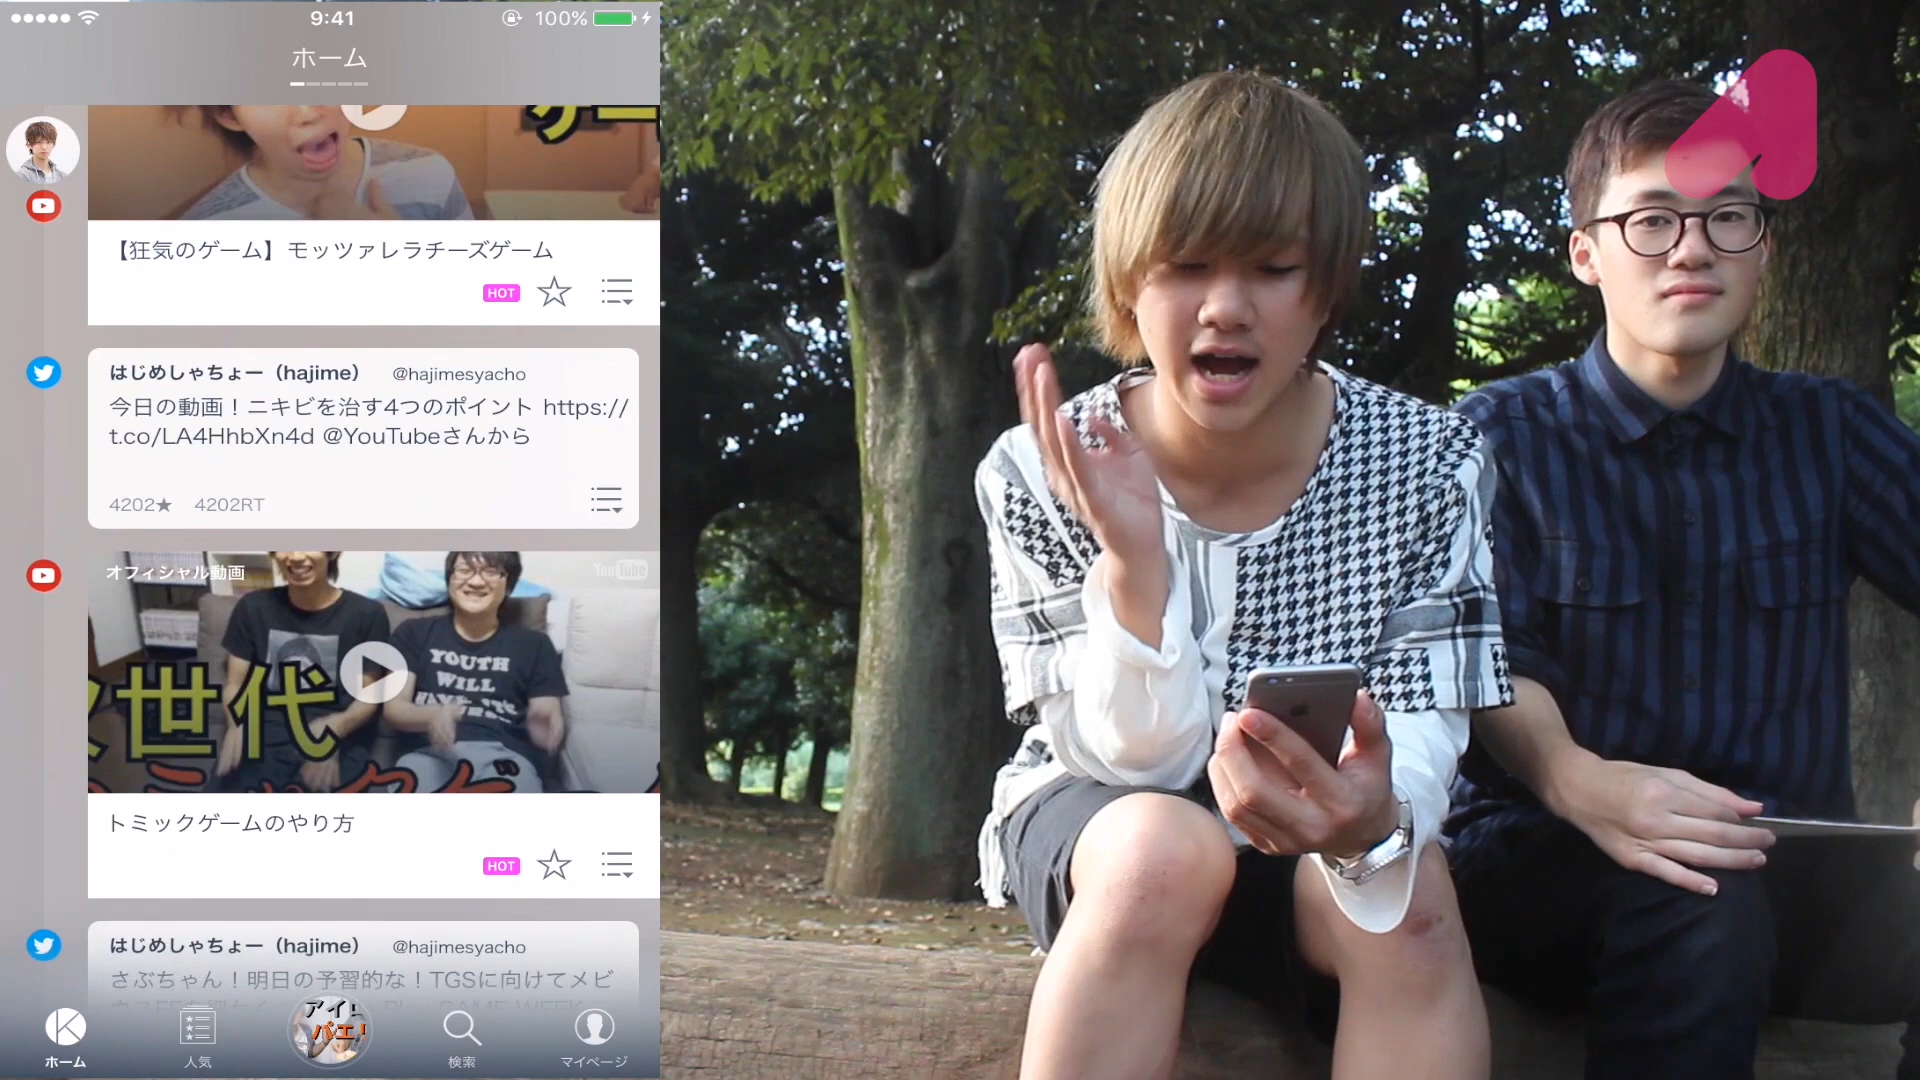 9:41
100%
ホーム
ゲー
【狂気のゲーム】モッツァレラチーズゲーム
HOT
はじめしゃちょー（hajime） @hajimesyacho
今日の動画！ニキビを治す4つのポイント https://
t.co/LA4HhbXn4d @YouTubeさんから
4202★ 4202RT
オフィシャル動画
YouTube
YOUTH
WILL
世代
トミックゲームのやり方
HOT
はじめしゃちょー（hajime） @hajimesyacho
さぶちゃん！明日の予習的な！TGSに向けてメビ
ホーム
人気
検索
マイページ